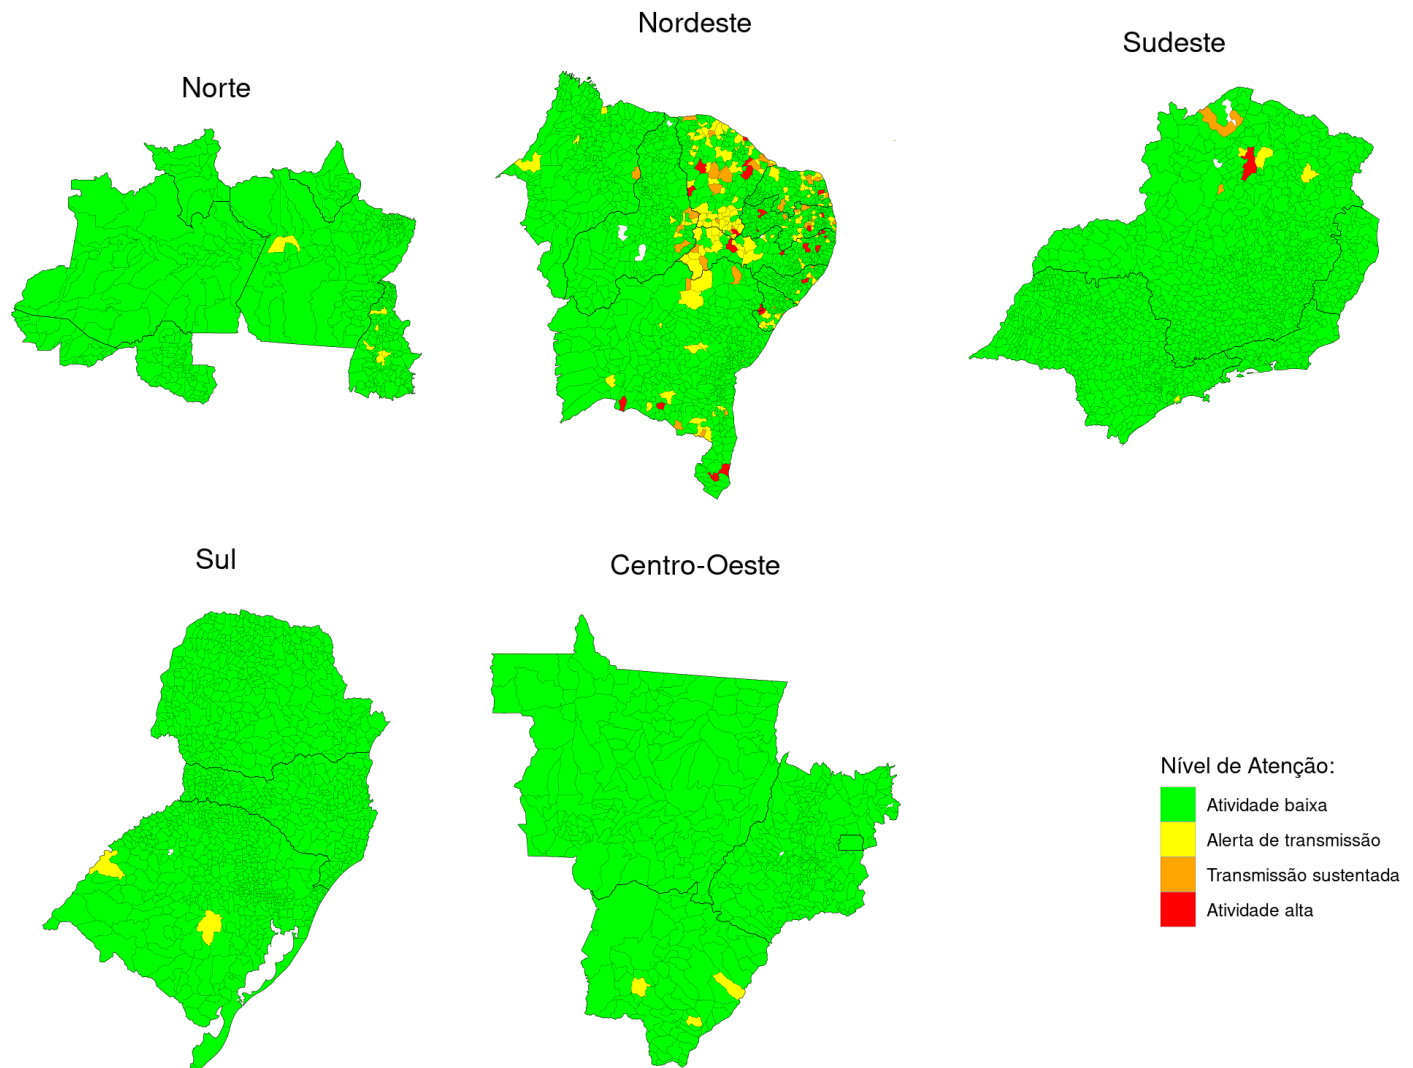 Nordeste
Sudeste
Norte
Sul
Centro-Oeste
Nível de Atenção:
Atividade baixa
Alerta de transmissão
Transmissão sustentada
Atividade alta